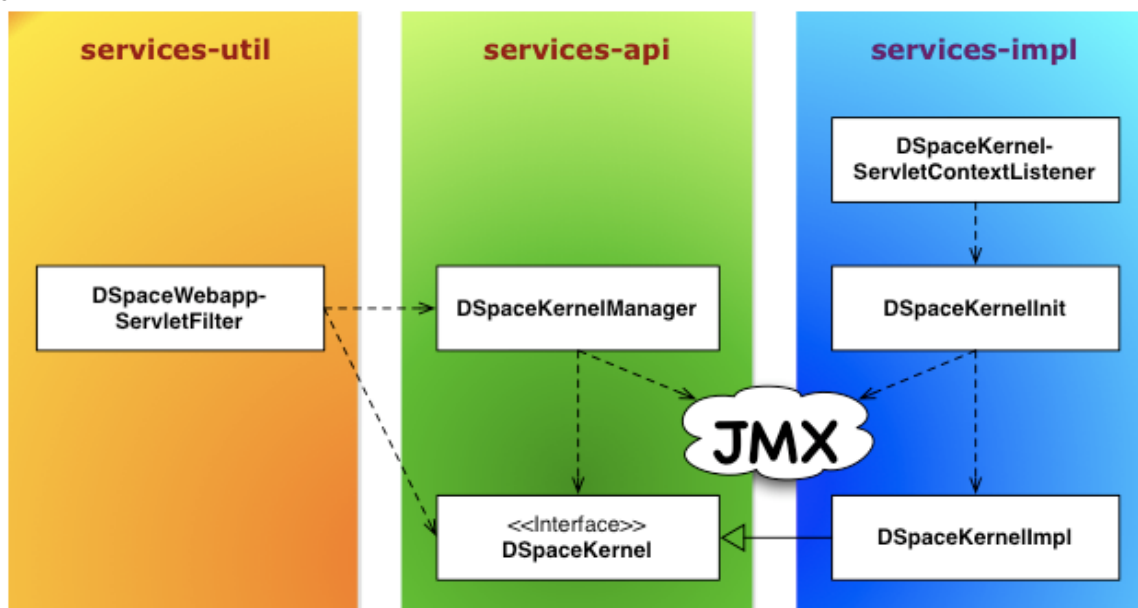 services-util
services-api
services-impl
DSpaceKernel-
ServletContextListener
DSpaceWebapp-
ServletFilter
DSpaceKernelManager
DSpaceKernelInit
JMX
<<Interface>>
DSpaceKernel
DSpaceKernelImpl